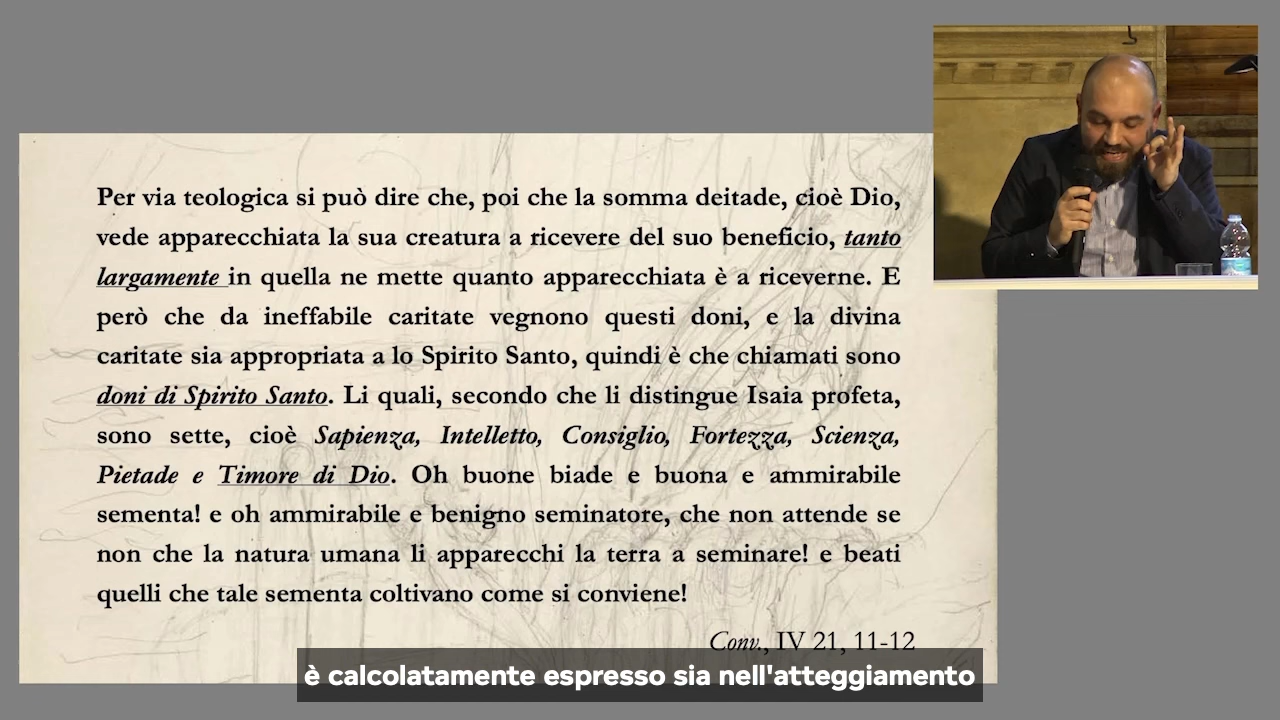 Per via teologica si può dire che, poi che la somma deitade, cioè Dio,
vede apparecchiata la sua creatura a ricevere del suo beneficio, tanto
largamente in quella ne mette quanto apparecchiata è a riceverne. E
però che da ineffabile caritate vegnono questi doni, e la divina
caritate sia appropriata a lo Spirito Santo, quindi è che chiamati sono
doni di Spirito Santo. Li quali, secondo che li distingue Isaia profeta,
sono sette, cioè Sapienza, Intelletto, Consiglio, Fortezza, Scienza,
Pietade e Timore di Dio. Oh buone biade e buona e ammirabile
sementa! e oh ammirabile e benigno seminatore, che non attende se
non che la natura umana li apparecchi la terra a seminare! e beati
quelli che tale sementa coltivano come si conviene!
Conv., IV 21, 11-12
è calcolatamente espresso sia nell'atteggiamento